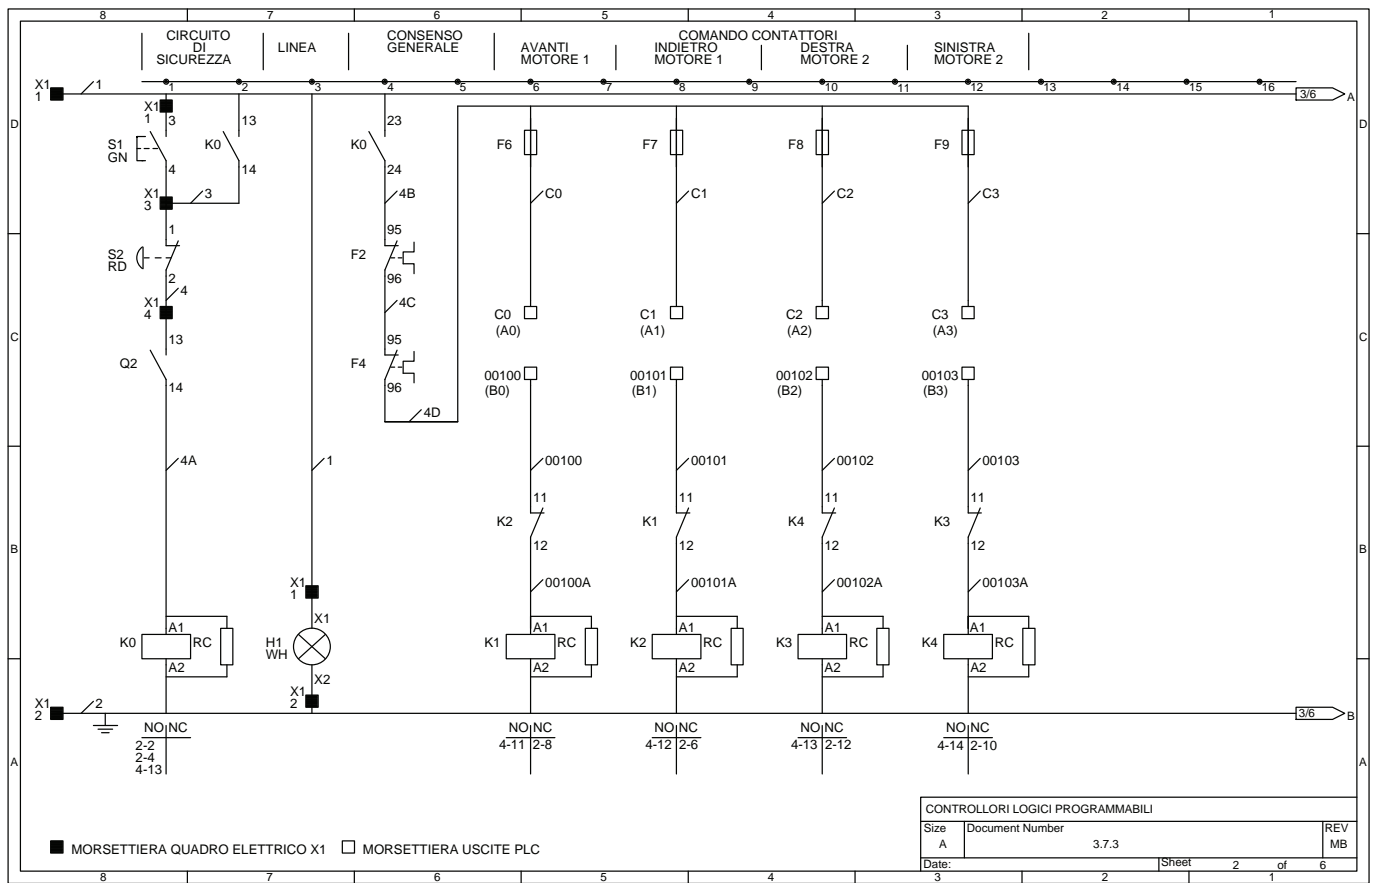 8 7 6 5 4 3 2 1
CIRCUITO
DI
SICUREZZA
LINEA
CONSENSO
GENERALE
COMANDO CONTATTORI
AVANTI
MOTORE 1
INDIETRO
MOTORE 1
DESTRA
MOTORE 2
SINISTRA
MOTORE 2
1 2 3 4 5 6 7 8 9 10 11 12 13 14 15 16
X1
1
1
3/6 A
D D
X1
1
3
S1
GN
4
13
K0
14
23
K0
24
F6 F7 F8 F9
X1
3
3
4B
C0 C1 C2 C3
1
S2
RD
2
4
95
F2
96
4C
X1
4
C0
(A0)
C1
(A1)
C2
(A2)
C3
(A3)
C C
13
Q2
14
95
F4
96
4D
00100
(B0)
00101
(B1)
00102
(B2)
00103
(B3)
4A
1
00100 00101 00102 00103
11 11 11 11
K2 K1 K4 K3
12 12 12 12
B B
00100A 00101A 00102A 00103A
X1
1
X1
H1
WH
X2
X1
2
K0 A1 RC
A2
K1 A1 RC
A2
K2 A1 RC
A2
K3 A1 RC
A2
K4 A1 RC
A2
X1
2
2
3/6 B
NO NC
2-2
2-4
4-13
NO NC
4-11 2-8
NO NC
4-12 2-6
NO NC
4-13 2-12
NO NC
4-14 2-10
A A
CONTROLLORI LOGICI PROGRAMMABILI
Size Document Number REV
A 3.7.3 MB
Date: Sheet 2 of 6
MORSETTIERA QUADRO ELETTRICO X1 MORSETTIERA USCITE PLC
8 7 6 5 4 3 2 1